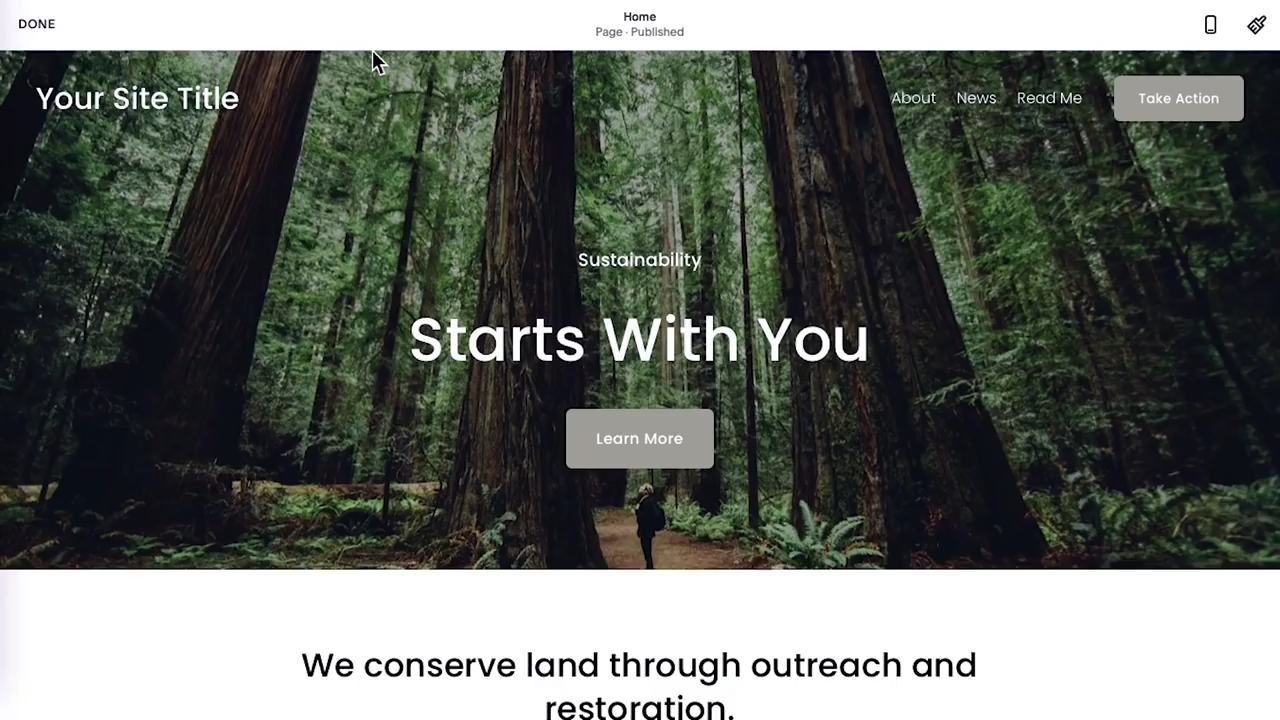 DONE
Home
Page · Published
Your Site Title
About News Read Me Take Action
Sustainability
Starts With You
Learn More
We conserve land through outreach and
restoration.